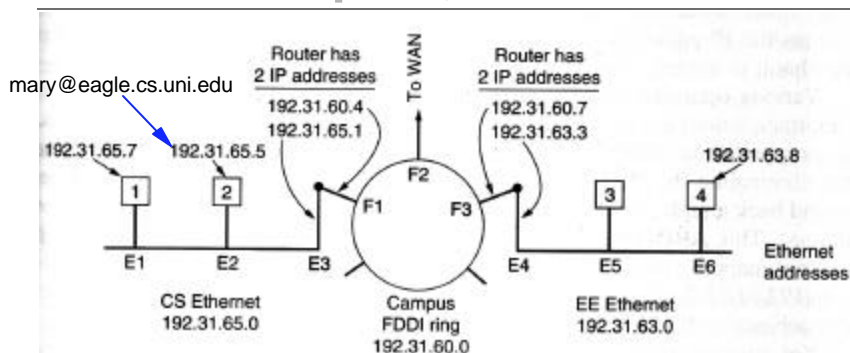 mary@eagle.cs.uni.edu
Router has
2 IP addresses
192.31.60.4
192.31.65.1
To WAN
Router has
2 IP addresses
192.31.60.7
192.31.63.3
192.31.65.7
192.31.65.5
192.31.63.8
1
2
3
4
F1
F2
F3
E1
E2
E3
E4
E5
E6
Ethernet
addresses
CS Ethernet
192.31.65.0
Campus
FDDI ring
192.31.60.0
EE Ethernet
192.31.63.0